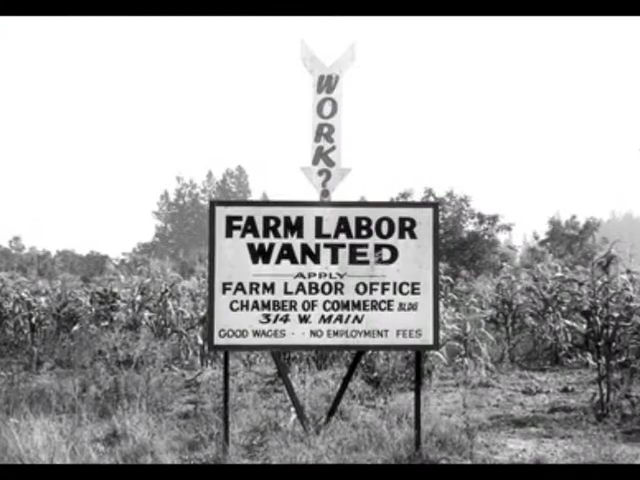 WORK?
FARM LABOR
WANTED
APPLY
FARM LABOR OFFICE
CHAMBER OF COMMERCE BLDG
314 W. MAIN
GOOD WAGES - - NO EMPLOYMENT FEES